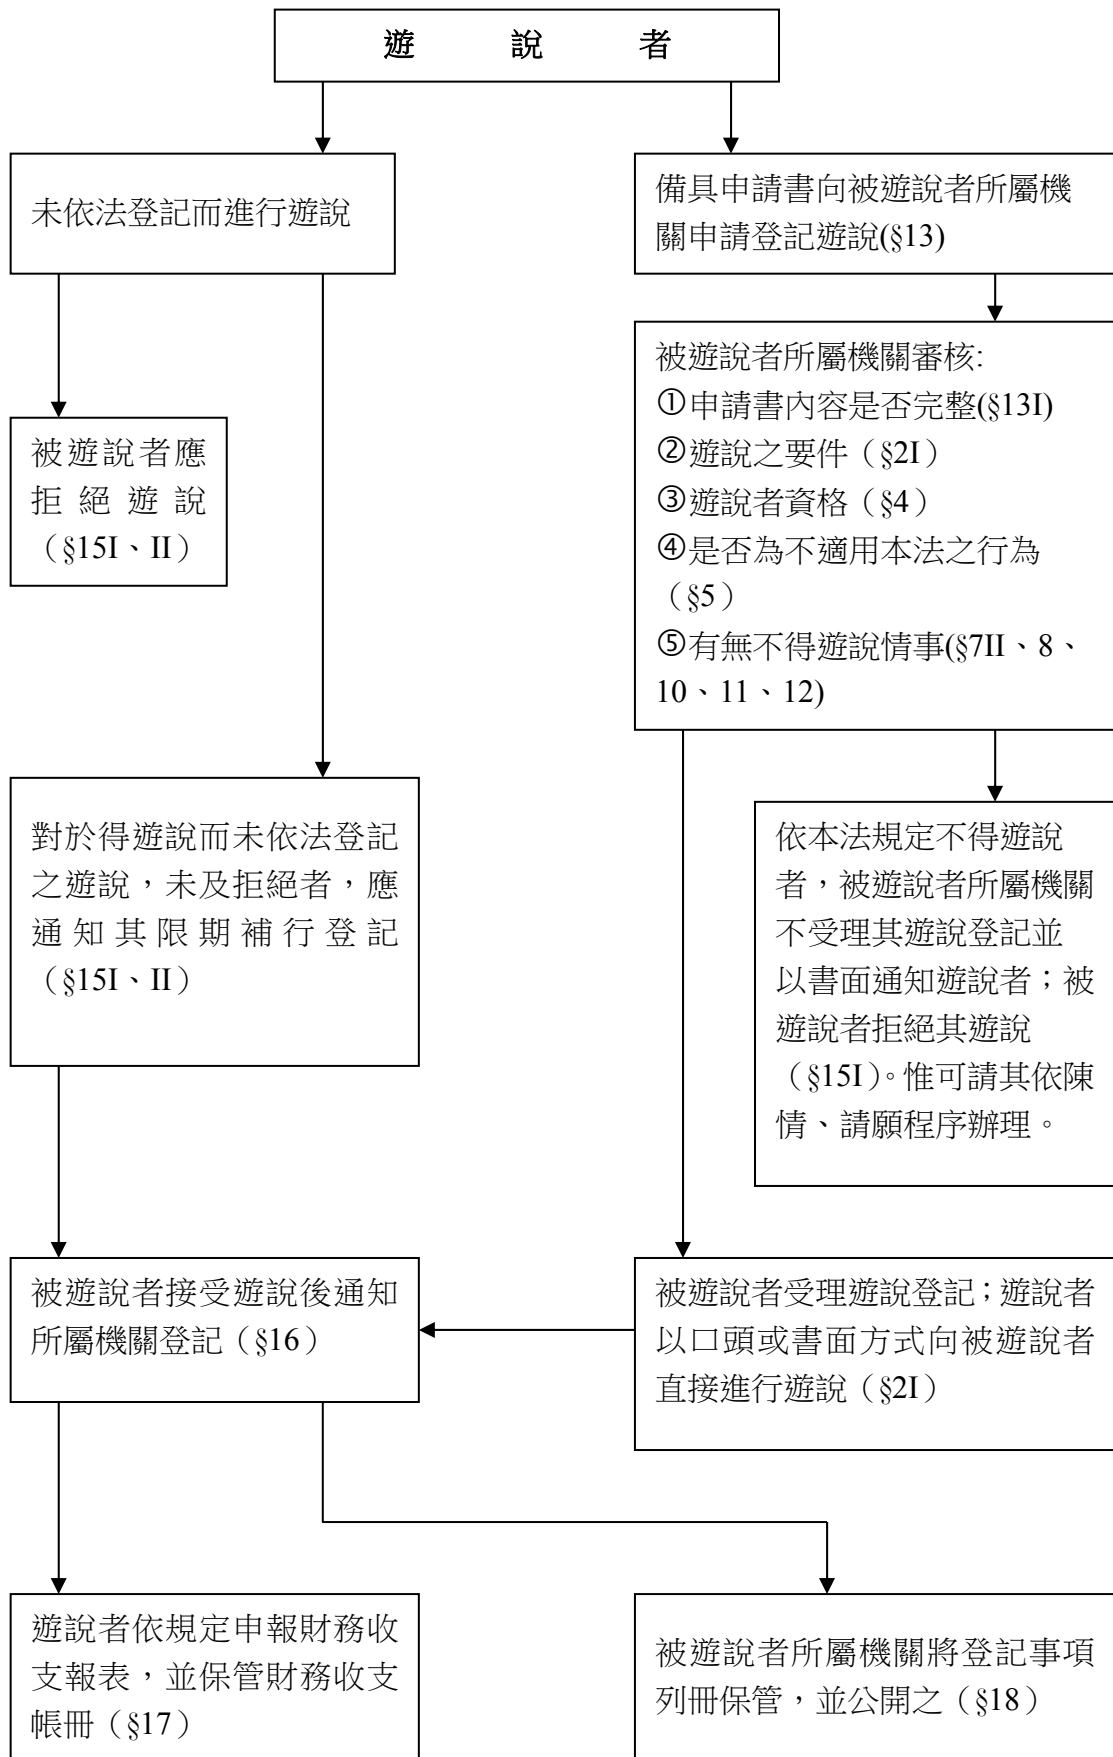 遊說者
未依法登記而進行遊說
備具申請書向被遊說者所屬機
關申請登記遊說(§13)
被遊說者所屬機關審核:
①申請書內容是否完整(§13I)
②遊說之要件（§2I）
③遊說者資格（§4）
④是否為不適用本法之行為
（§5）
⑤有無不得遊說情事(§7II、8、
10、11、12)
被遊說者應
拒絕遊說
（§15I、II）
對於得遊說而未依法登記
之遊說，未及拒絕者，應
通知其限期補行登記
（§15I、II）
依本法規定不得遊說
者，被遊說者所屬機關
不受理其遊說登記並
以書面通知遊說者；被
遊說者拒絕其遊說
（§15I）。惟可請其依陳
情、請願程序辦理。
被遊說者接受遊說後通知
所屬機關登記（§16）
被遊說者受理遊說登記；遊說者
以口頭或書面方式向被遊說者
直接進行遊說（§2I）
遊說者依規定申報財務收
支報表，並保管財務收支
帳冊（§17）
被遊說者所屬機關將登記事項
列冊保管，並公開之（§18）